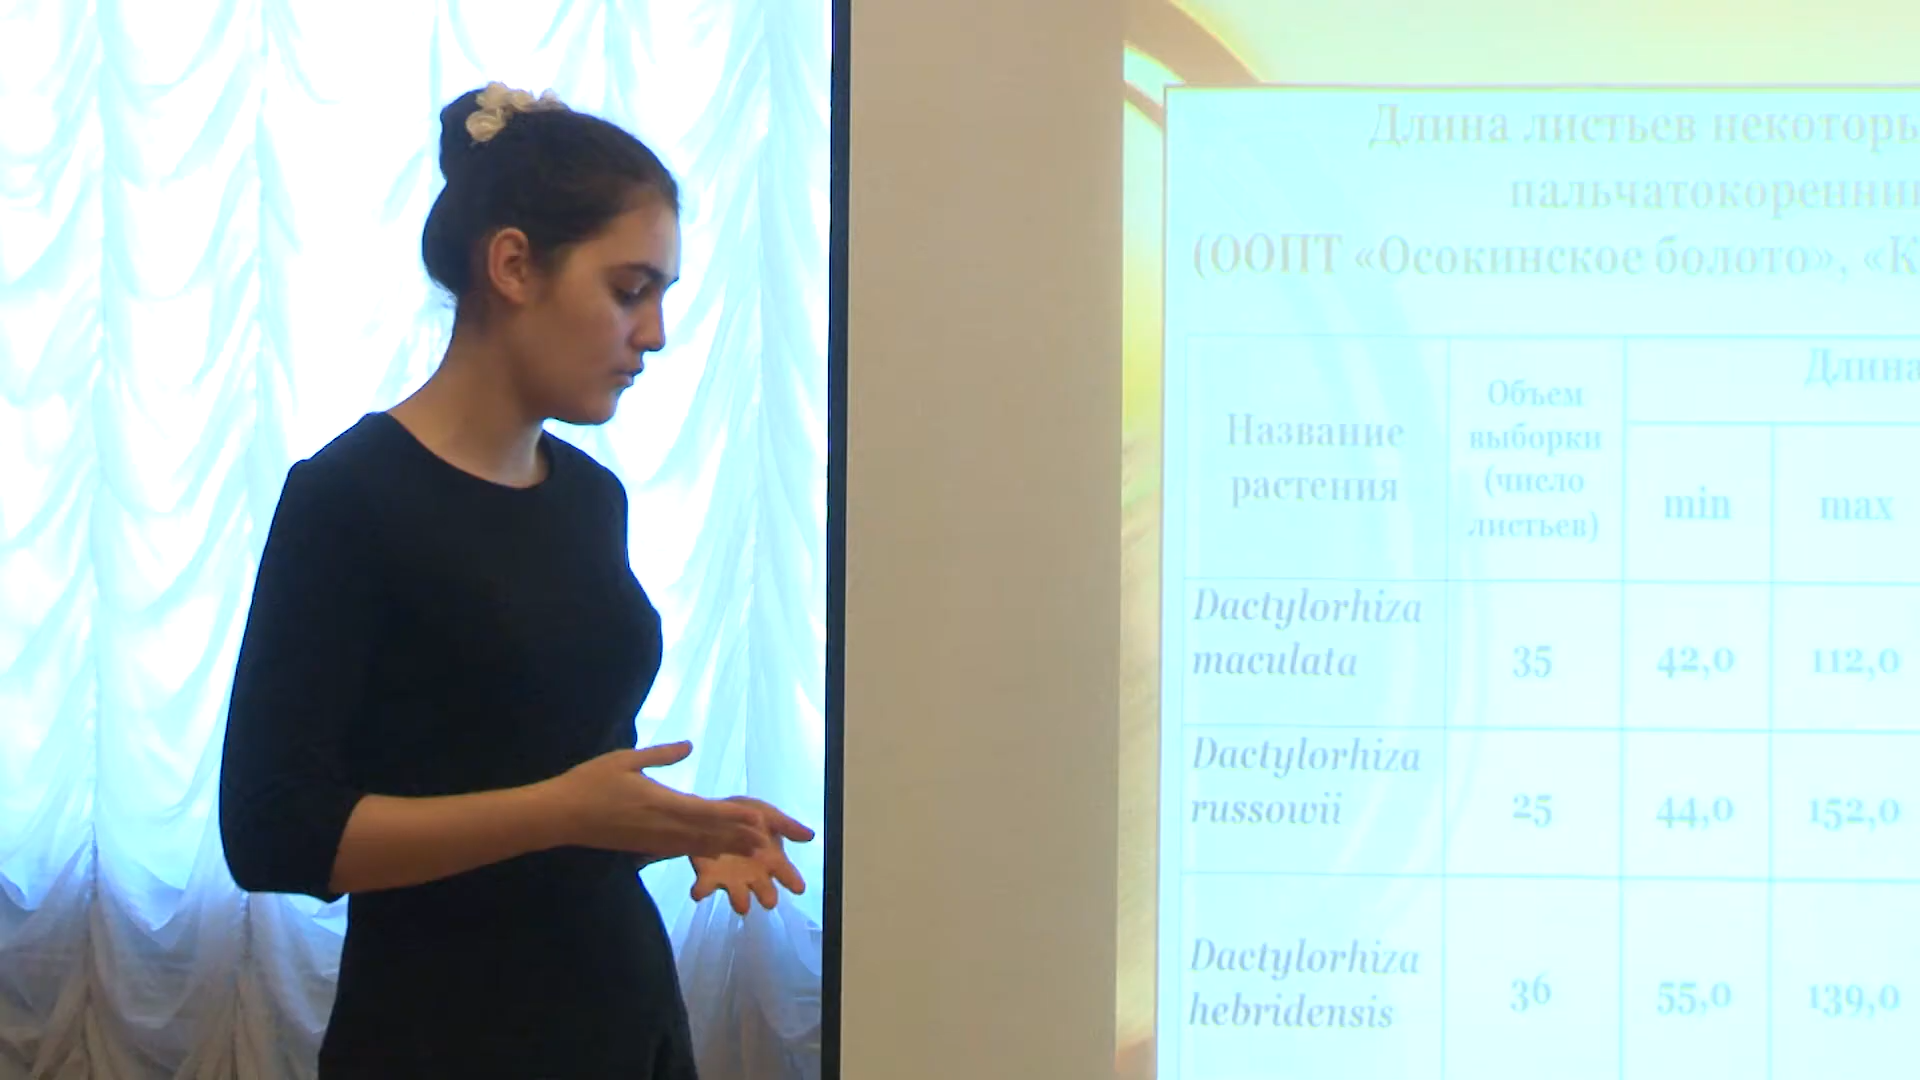 Длина листьев некоторы
пальчатокоренни
(ООПТ «Осокинское болото», «К
Название
растения
Объем
выборки
(число
листьев)
Длина
min
max
Dactylorhiza
maculata
35
42,0
112,0
Dactylorhiza
russowii
25
44,0
152,0
Dactylorhiza
hebridensis
36
55,0
139,0